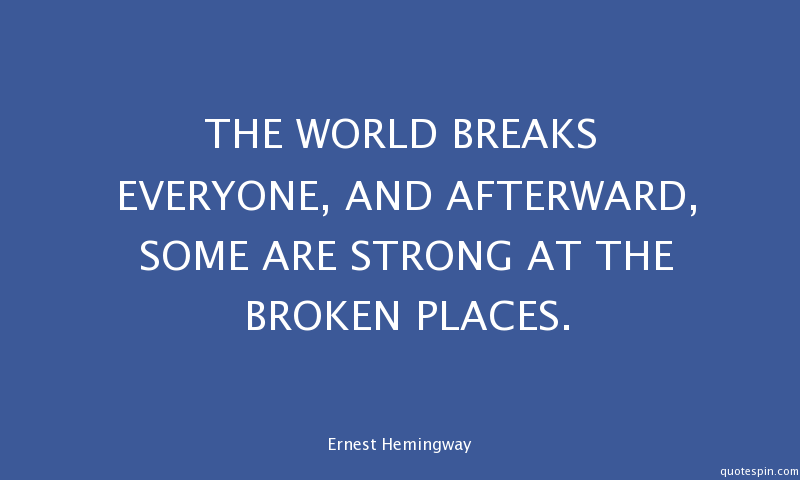 THE WORLD BREAKS
EVERYONE, AND AFTERWARD,
SOME ARE STRONG AT THE
BROKEN PLACES.
Ernest Hemingway
quotespin.com